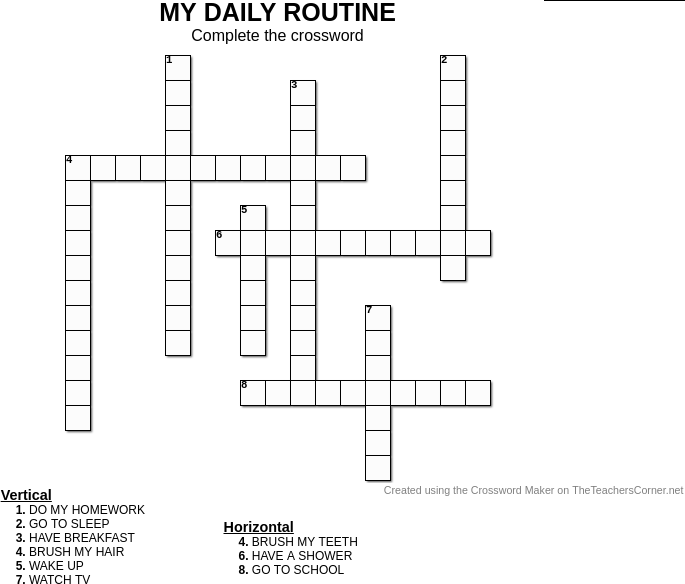 MY DAILY ROUTINE
Complete the crossword
1
2
3
4
5
6
7
8
Created using the Crossword Maker on TheTeachersCorner.net
Vertical
1. DO MY HOMEWORK
2. GO TO SLEEP
3. HAVE BREAKFAST
4. BRUSH MY HAIR
5. WAKE UP
7. WATCH TV
Horizontal
4. BRUSH MY TEETH
6. HAVE A SHOWER
8. GO TO SCHOOL